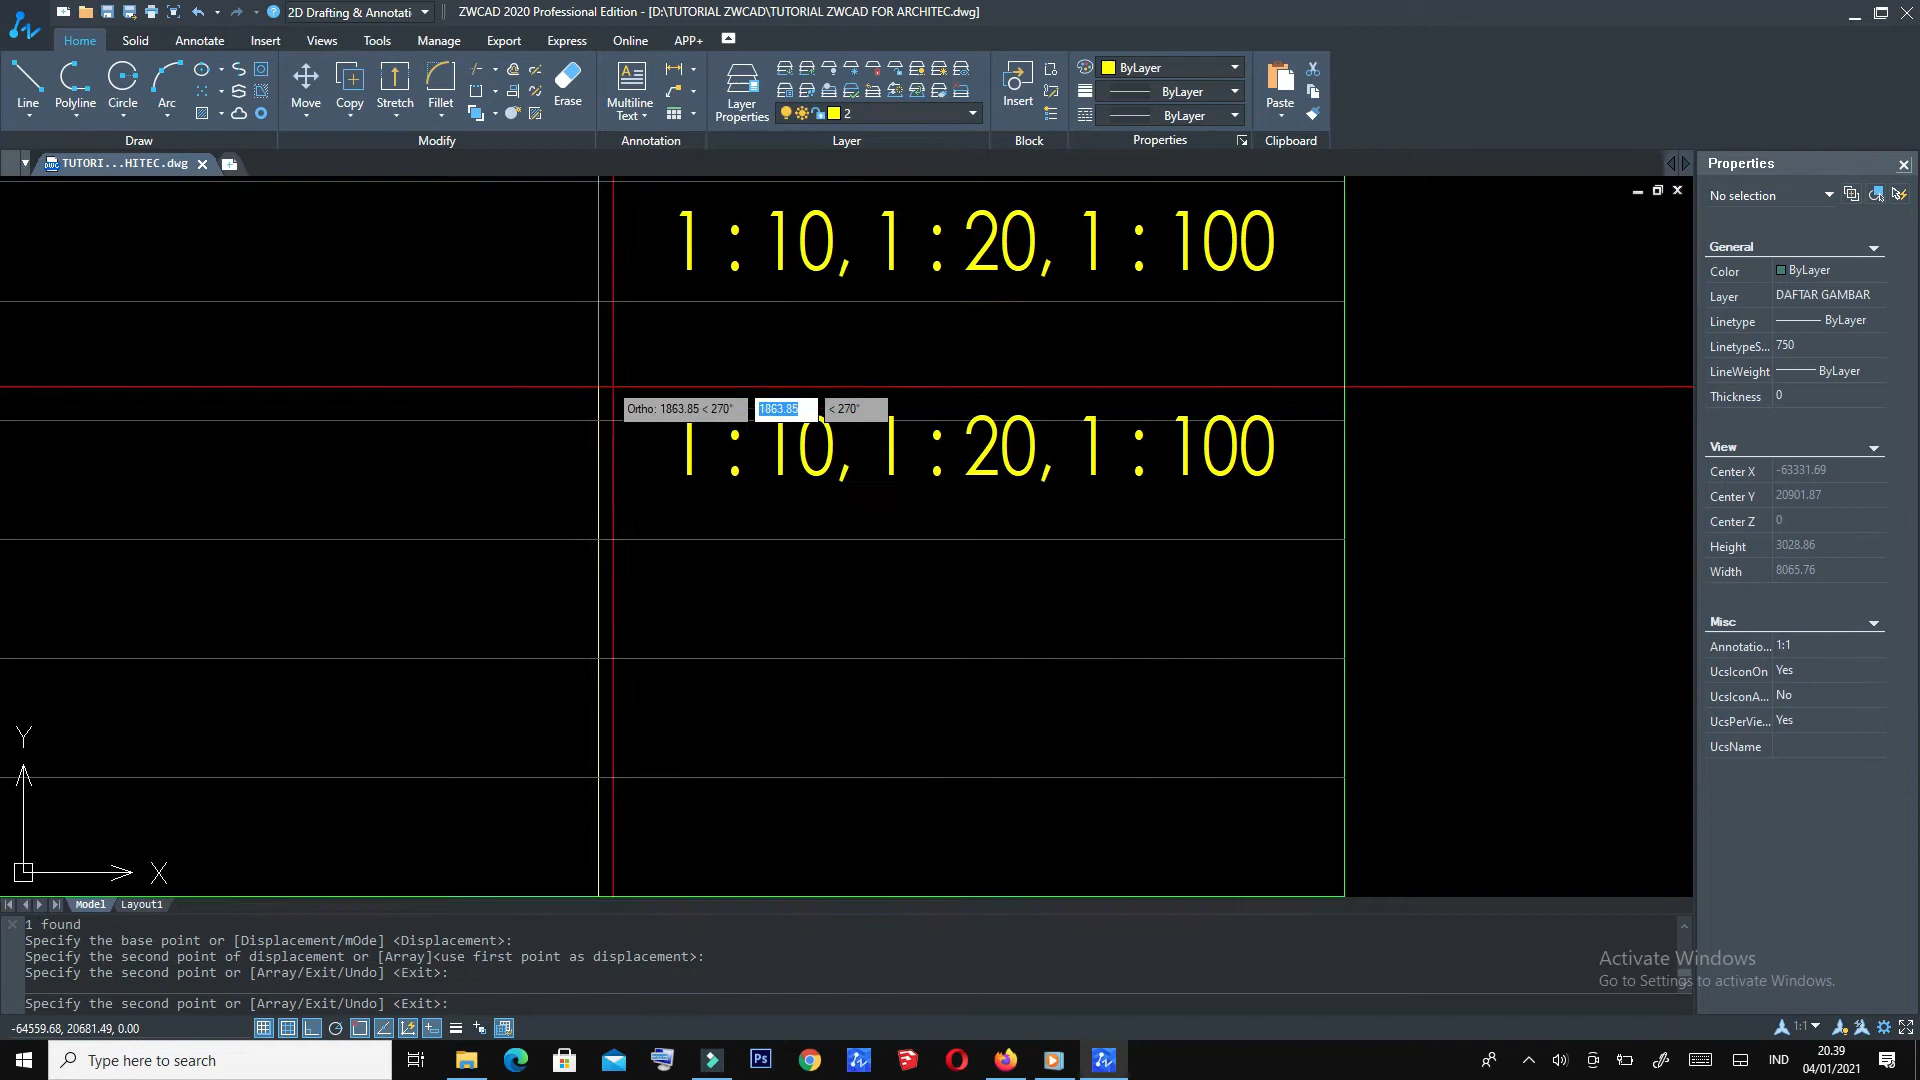 2D Drafting & Annotati
ZWCAD 2020 Professional Edition - [D:\TUTORIAL ZWCAD\TUTORIAL ZWCAD FOR ARCHITEC.dwg]
Home Solid Annotate Insert Views Tools Manage Export Express Online APP+
Line Polyline Circle Arc Move Copy Stretch Fillet Erase Multiline Text Layer Properties 2 Insert ByLayer ByLayer ByLayer Paste
Draw Modify Annotation Layer Block Properties Clipboard
TUTORI...HITEC.dwg
1 : 10, 1 : 20, 1 : 100
Ortho: 1863.85 < 270° 1863.85 < 270°
1 : 10, 1 : 20, 1 : 100
Y
X
Properties
No selection
General
Color ByLayer
Layer DAFTAR GAMBAR
Linetype ByLayer
LinetypeS... 750
LineWeight ByLayer
Thickness 0
View
Center X -63331.69
Center Y 20901.87
Center Z 0
Height 3028.86
Width 8065.76
Misc
Annotatio... 1:1
UcsIconOn Yes
UcsIconA... No
UcsPerVie... Yes
UcsName
Model Layout1
1 found
Specify the base point or [Displacement/mOde] <Displacement>:
Specify the second point of displacement or [Array]<use first point as displacement>:
Specify the second point or [Array/Exit/Undo] <Exit>:
Specify the second point or [Array/Exit/Undo] <Exit>:
Activate Windows
Go to Settings to activate Windows.
-64559.68, 20681.49, 0.00
1:1
Type here to search
Ps
IND
20.39
04/01/2021